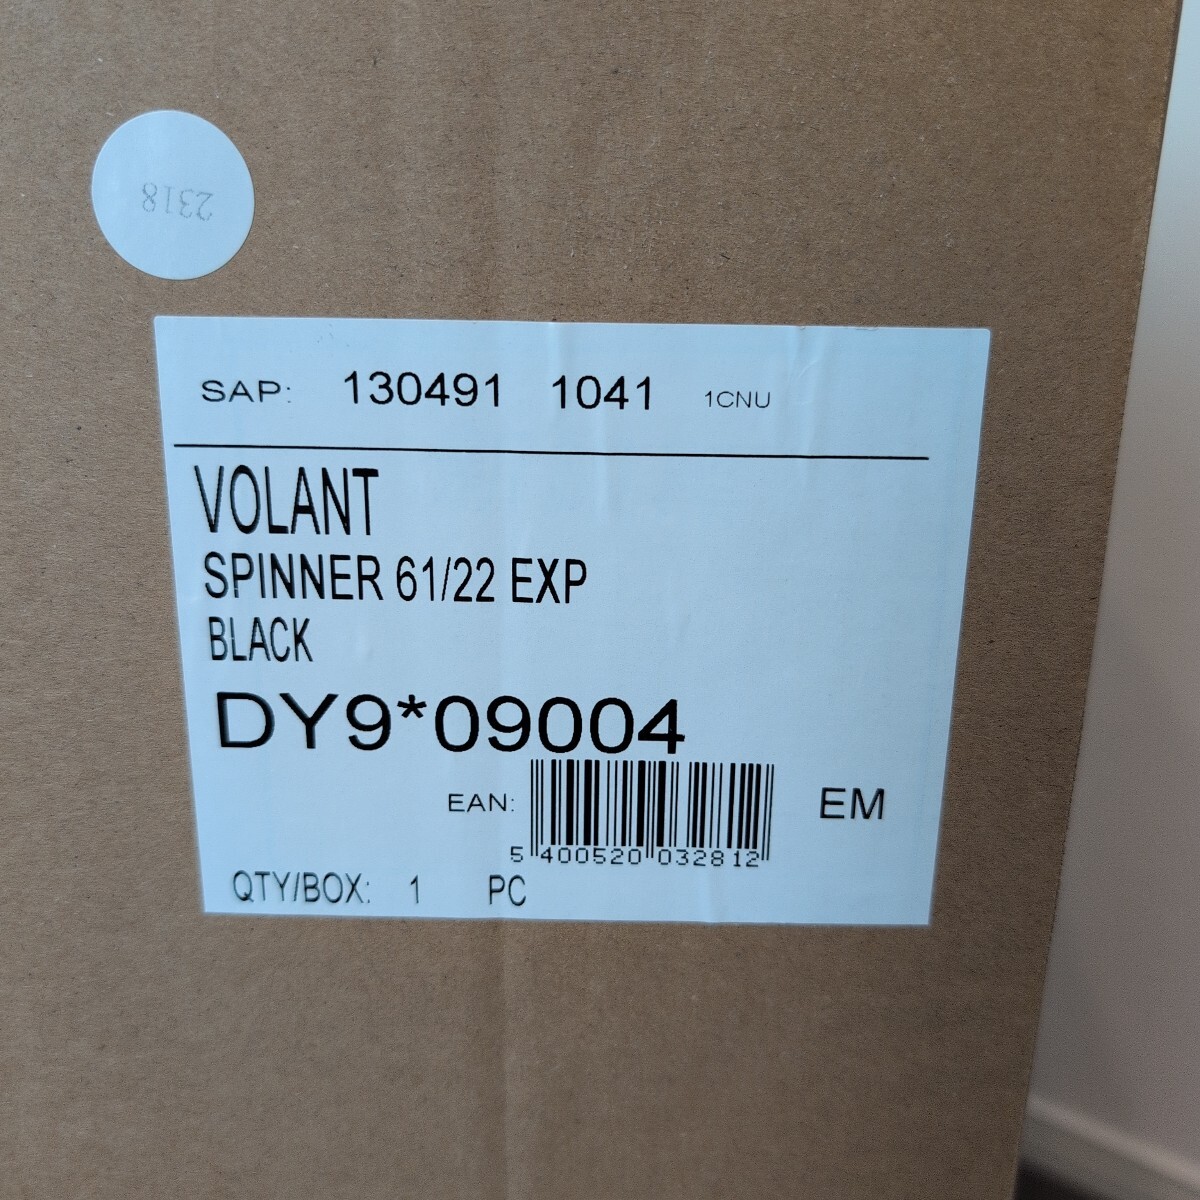 2318
SAP: 130491 1041 1CNU
VOLANT
SPINNER 61/22 EXP
BLACK
DY9*09004
EAN:
EM
5 400520 032812
QTY/BOX: 1 PC